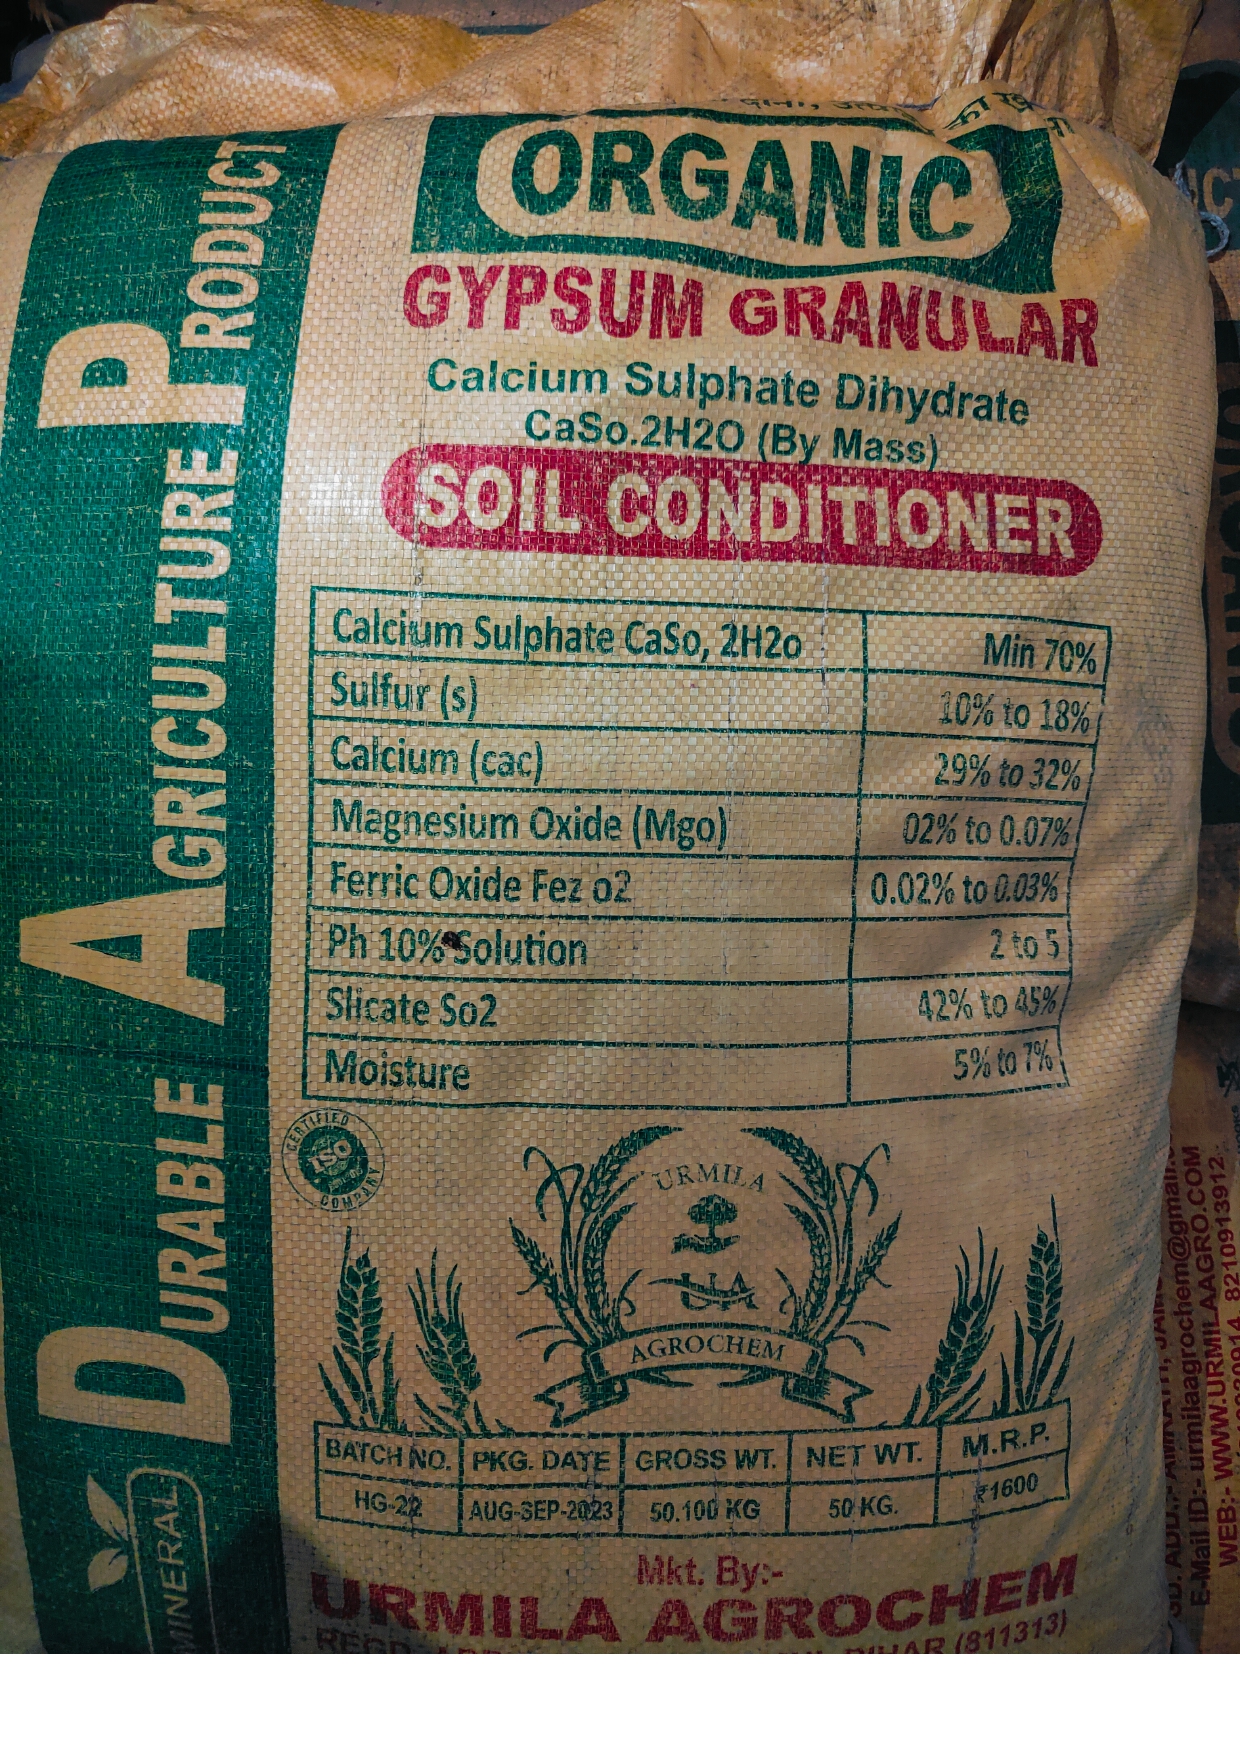 ORGANIC
GYPSUM GRANULAR
Calcium Sulphate Dihydrate
CaSo.2H2O (By Mass)
SOIL CONDITIONER
Calcium Sulphate CaSo, 2H2o Min 70%
Sulfur (s) 10% to 18%
Calcium (cac) 29% to 32%
Magnesium Oxide (Mgo) 02% to 0.07%
Ferric Oxide Fez o2 0.02% to 0.03%
Ph 10% Solution 2 to 5
Slicate So2 42% to 45%
Moisture 5% to 7%
CERTIFIED
ISO
COMPANY
URMILA
UA
AGROCHEM
BATCH NO. PKG. DATE GROSS WT. NET WT. M.R.P.
HG-22 AUG-SEP-2023 50.100 KG 50 KG. ₹1600
Mkt. By:-
URMILA AGROCHEM
BIHAR (811313)
DURABLE AGRICULTURE PRODUCT
MINERAL
E-Mail ID:- urmilaagrochem@gmail.
WEB:- WWW.URMILAAGRO.COM
8210913912